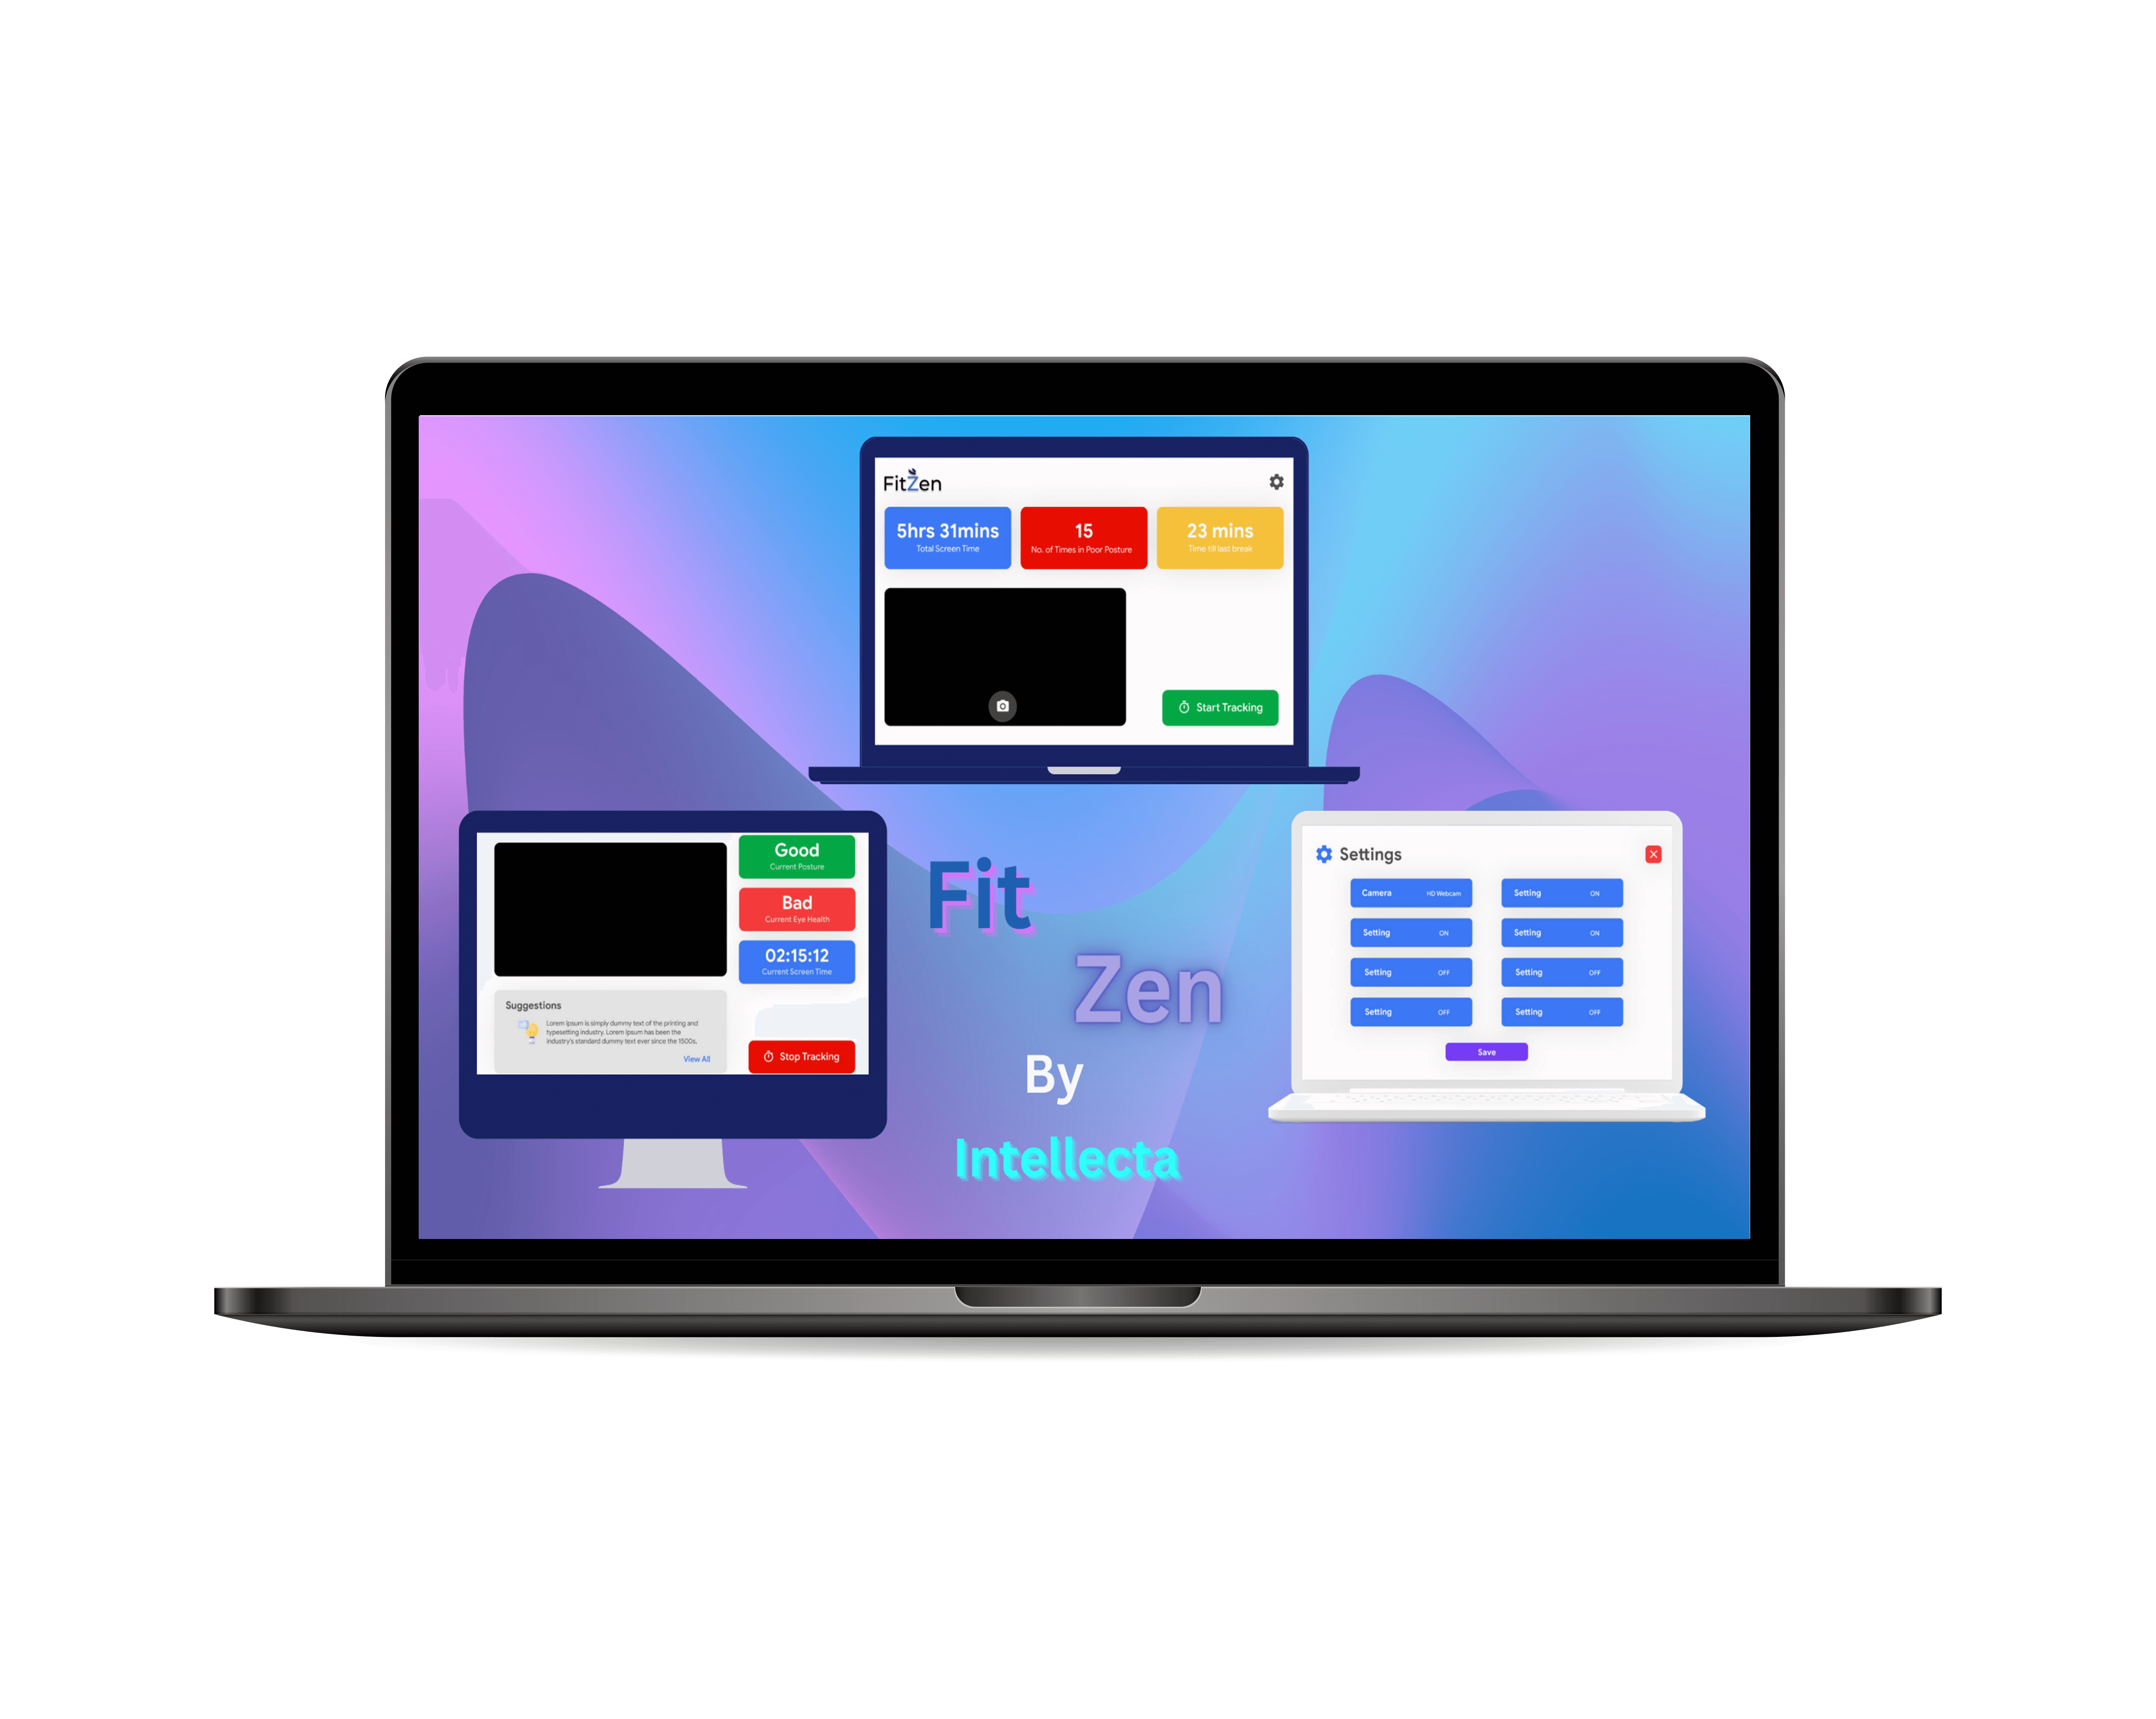 FitZen
5hrs 31mins
Total Screen Time
15
No. of Times in Poor Posture
23 mins
Time till last break
Start Tracking
Good
Current Posture
Bad
Current Eye Health
02:15:12
Current Screen Time
Suggestions
Lorem Ipsum is simply dummy text of the printing and
typesetting industry. Lorem Ipsum has been the
industry's standard dummy text ever since the 1500s,
View All
Stop Tracking
Fit
Zen
By
Intellecta
Settings
Camera HD Webcam
Setting ON
Setting ON
Setting ON
Setting OFF
Setting OFF
Setting OFF
Setting OFF
Save